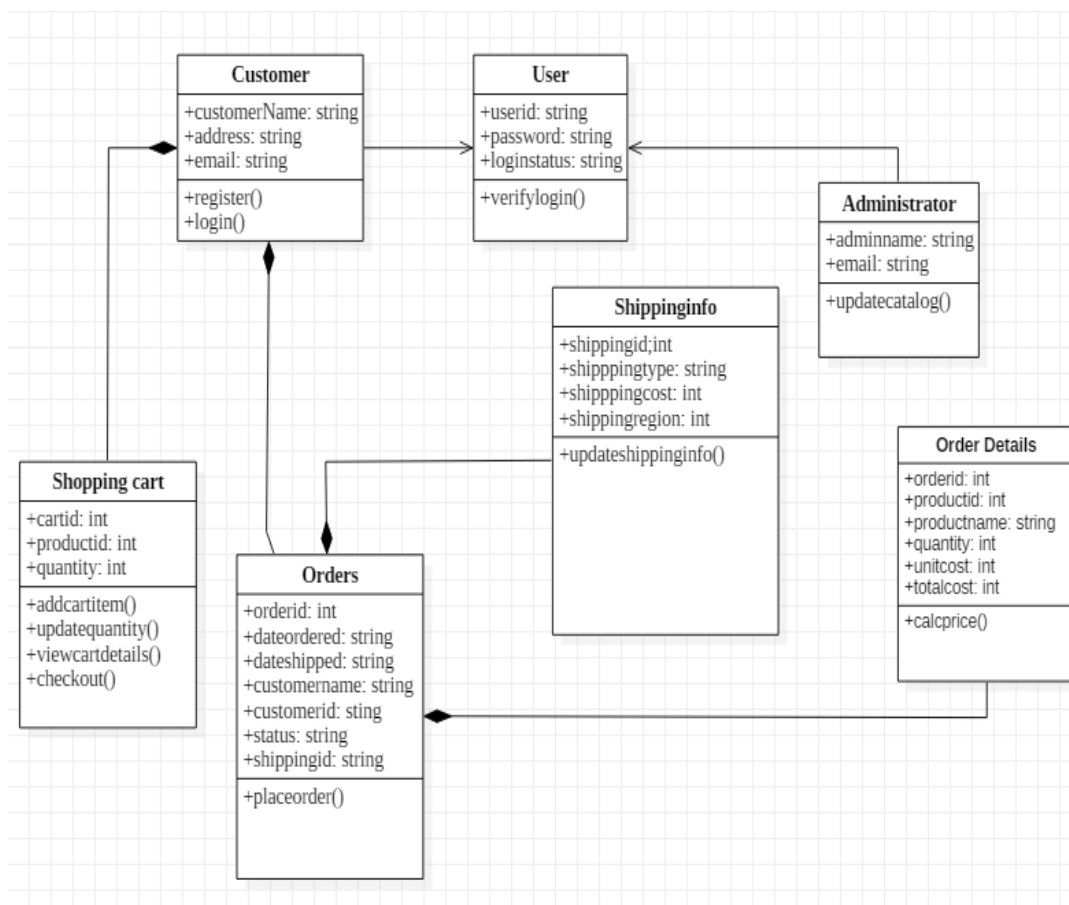 Customer
+customerName: string
+address: string
+email: string
+register()
+login()
User
+userid: string
+password: string
+loginstatus: string
+verifylogin()
Administrator
+adminname: string
+email: string
+updatecatalog()
Shippinginfo
+shippingid;int
+shipppingtype: string
+shipppingcost: int
+shippingregion: int
+updateshippinginfo()
Order Details
+orderid: int
+productid: int
+productname: string
+quantity: int
+unitcost: int
+totalcost: int
+calcprice()
Shopping cart
+cartid: int
+productid: int
+quantity: int
+addcartitem()
+updatequantity()
+viewcartdetails()
+checkout()
Orders
+orderid: int
+dateordered: string
+dateshipped: string
+customername: string
+customerid: sting
+status: string
+shippingid: string
+placeorder()